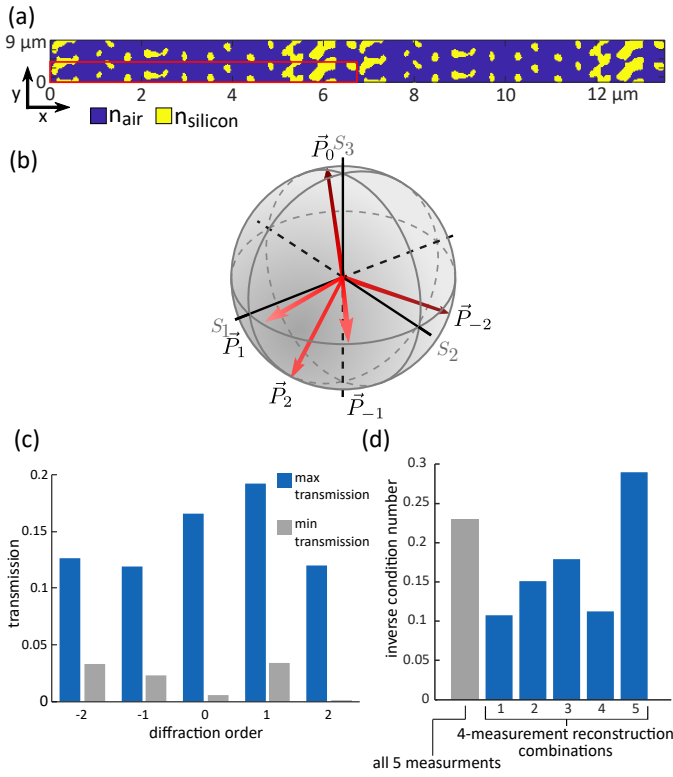 (a)
9 µm
0
y
x
0 2 4 6 8 10 12 µm
n_air n_silicon
(b)
P⃗_0
S_3
S_1
P⃗_1
P⃗_2
P⃗_{-1}
S_2
P⃗_{-2}
(c)
transmission
0.2
0.15
0.1
0.05
0
max
transmission
min
transmission
-2 -1 0 1 2
diffraction order
(d)
inverse condition number
0.3
0.25
0.2
0.15
0.1
0.05
0
1 2 3 4 5
4-measurement reconstruction
combinations
all 5 measurments